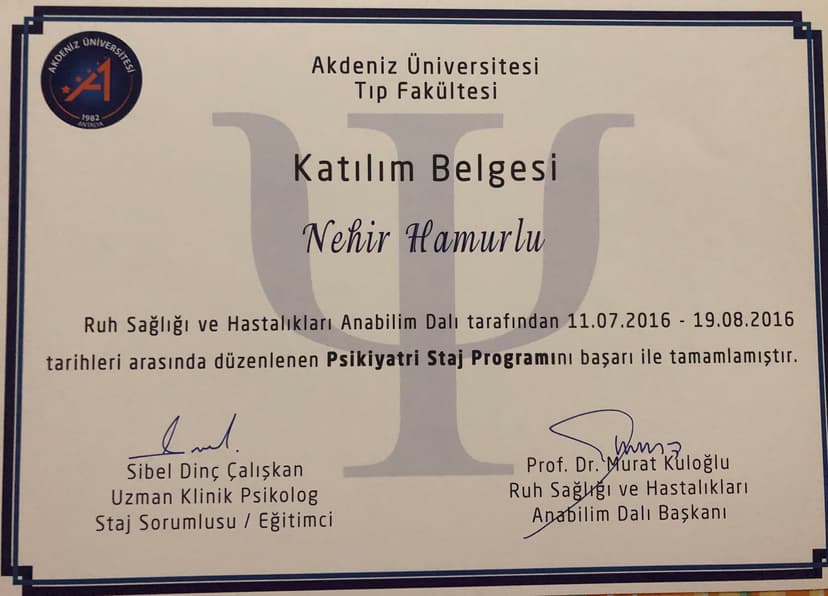 AKDENİZ ÜNİVERSİTESİ
1982
ANTALYA
Akdeniz Üniversitesi
Tıp Fakültesi
Katılım Belgesi
Nehir Hamurlu
Ruh Sağlığı ve Hastalıkları Anabilim Dalı tarafından 11.07.2016 - 19.08.2016
tarihleri arasında düzenlenen Psikiyatri Staj Programını başarı ile tamamlamıştır.
Sibel Dinç Çalışkan
Uzman Klinik Psikolog
Staj Sorumlusu / Eğitimci
Prof. Dr. Murat Kuloğlu
Ruh Sağlığı ve Hastalıkları
Anabilim Dalı Başkanı